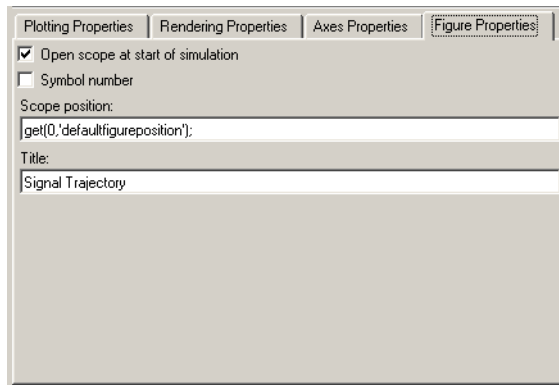 Plotting Properties Rendering Properties Axes Properties Figure Properties
Open scope at start of simulation
Symbol number
Scope position:
get(0,'defaultfigureposition');
Title:
Signal Trajectory